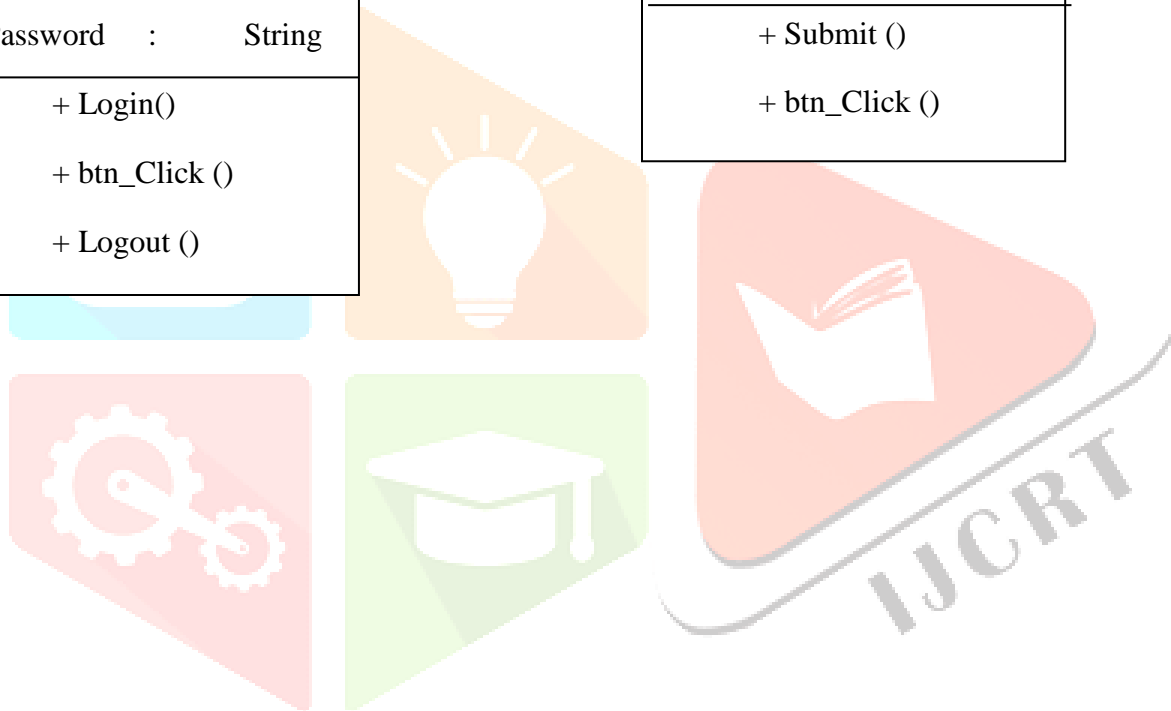 assword : String
+ Login()
+ btn_Click ()
+ Logout ()
+ Submit ()
+ btn_Click ()
IJCRT